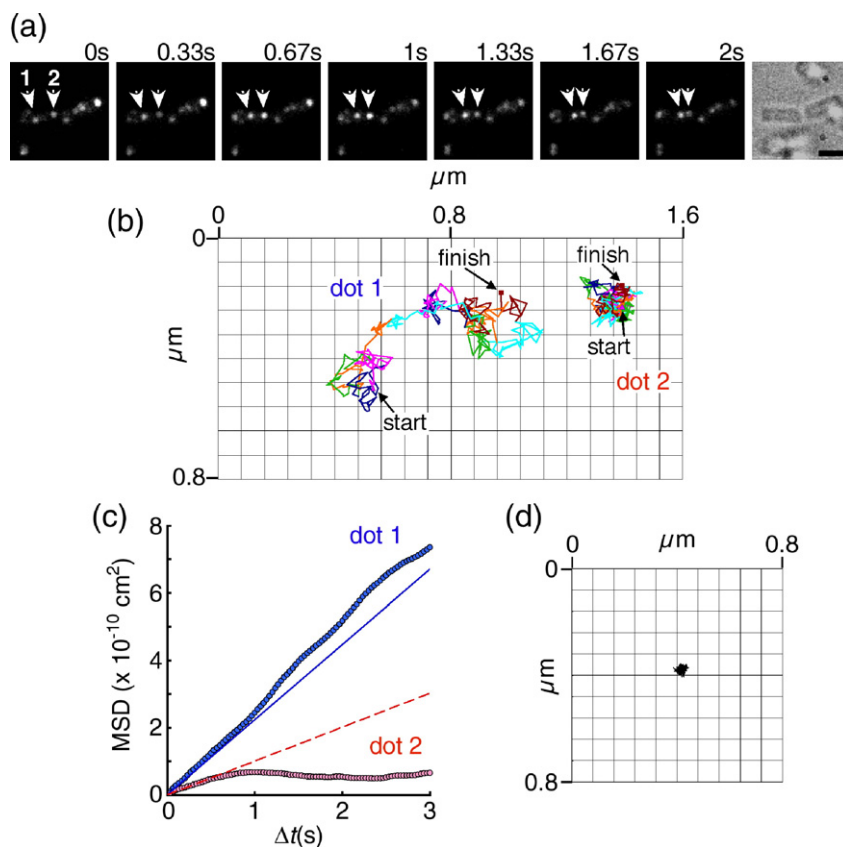 (a)
0s 0.33s 0.67s 1s 1.33s 1.67s 2s
1 2
µm
(b)
0 0.8 1.6
0
finish
finish
dot 1
µm
start
start
dot 2
0.8
(c)
8
dot 1
6
MSD (x 10⁻¹⁰ cm²)
4
2
dot 2
0
0 1 2 3
Δt(s)
(d)
µm
0 0.8
0
µm
0.8